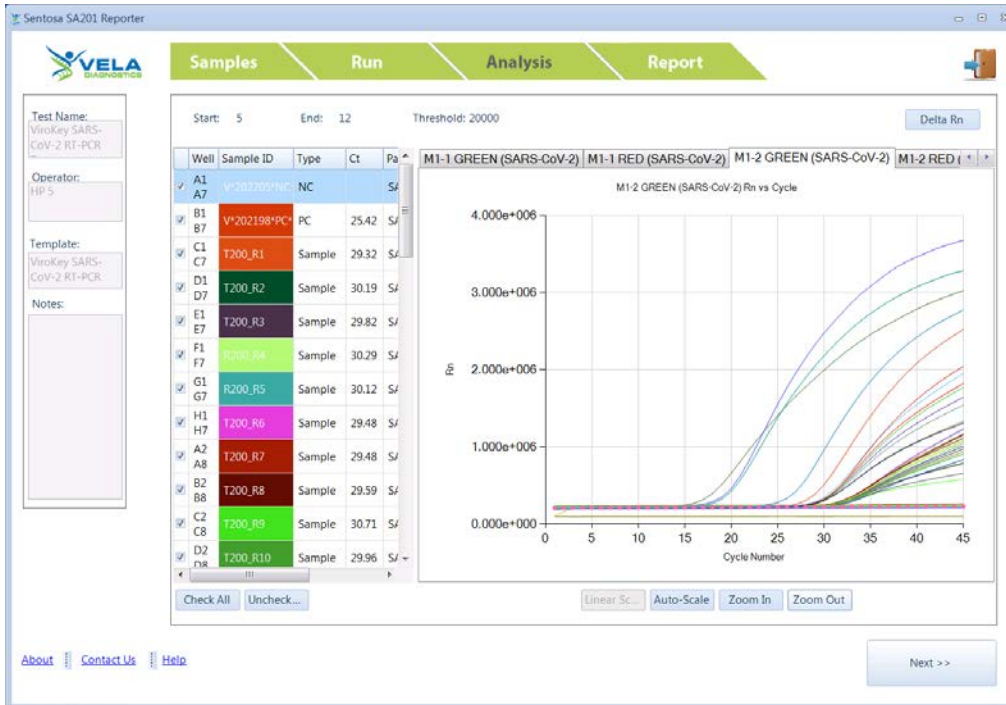 Sentosa SA201 Reporter
VELA
DIAGNOSTICS
Samples
Run
Analysis
Report
Test Name:
ViroKey SARS-
CoV-2 RT-PCR
Operator:
HP 5
Template:
ViroKey SARS-
CoV-2 RT-PCR
Notes:
Start: 5 End: 12 Threshold: 20000
Delta Rn
Well Sample ID Type Ct Pa
A1 A7 V*202205*NC NC SA
B1 B7 V*202198*PC* PC 25.42 SA
C1 C7 T200_R1 Sample 29.32 SA
D1 D7 T200_R2 Sample 30.19 SA
E1 E7 T200_R3 Sample 29.82 SA
F1 F7 R200_R4 Sample 30.29 SA
G1 G7 R200_R5 Sample 30.12 SA
H1 H7 T200_R6 Sample 29.48 SA
A2 A8 T200_R7 Sample 29.48 SA
B2 B8 T200_R8 Sample 29.59 SA
C2 C8 T200_R9 Sample 30.71 SA
D2 D8 T200_R10 Sample 29.96 SA
Check All
Uncheck...
M1-1 GREEN (SARS-CoV-2) M1-1 RED (SARS-CoV-2) M1-2 GREEN (SARS-CoV-2) M1-2 RED (
M1-2 GREEN (SARS-CoV-2) Rn vs Cycle
4.000e+006
3.000e+006
2.000e+006
1.000e+006
0.000e+000
Rn
0 5 10 15 20 25 30 35 40 45
Cycle Number
Linear Sc...
Auto-Scale
Zoom In
Zoom Out
About
Contact Us
Help
Next >>